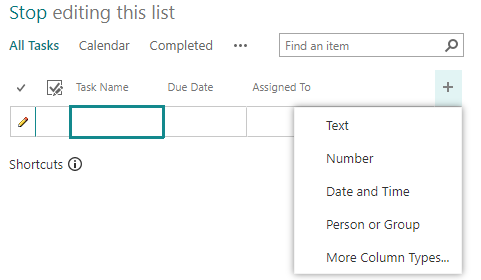 Stop editing this list
All Tasks Calendar Completed ••• Find an item
Task Name Due Date Assigned To +
Text
Number
Date and Time
Person or Group
More Column Types...
Shortcuts